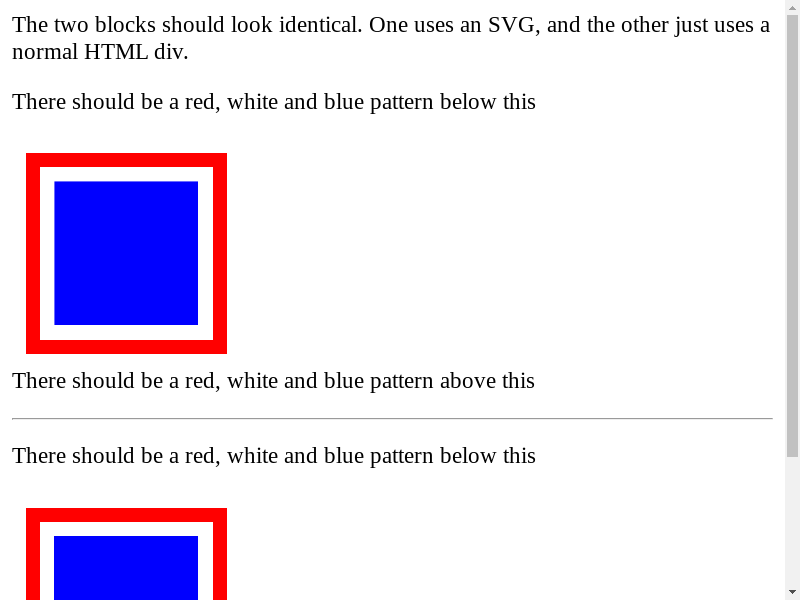 The two blocks should look identical. One uses an SVG, and the other just uses a
normal HTML div.
There should be a red, white and blue pattern below this
There should be a red, white and blue pattern above this
There should be a red, white and blue pattern below this